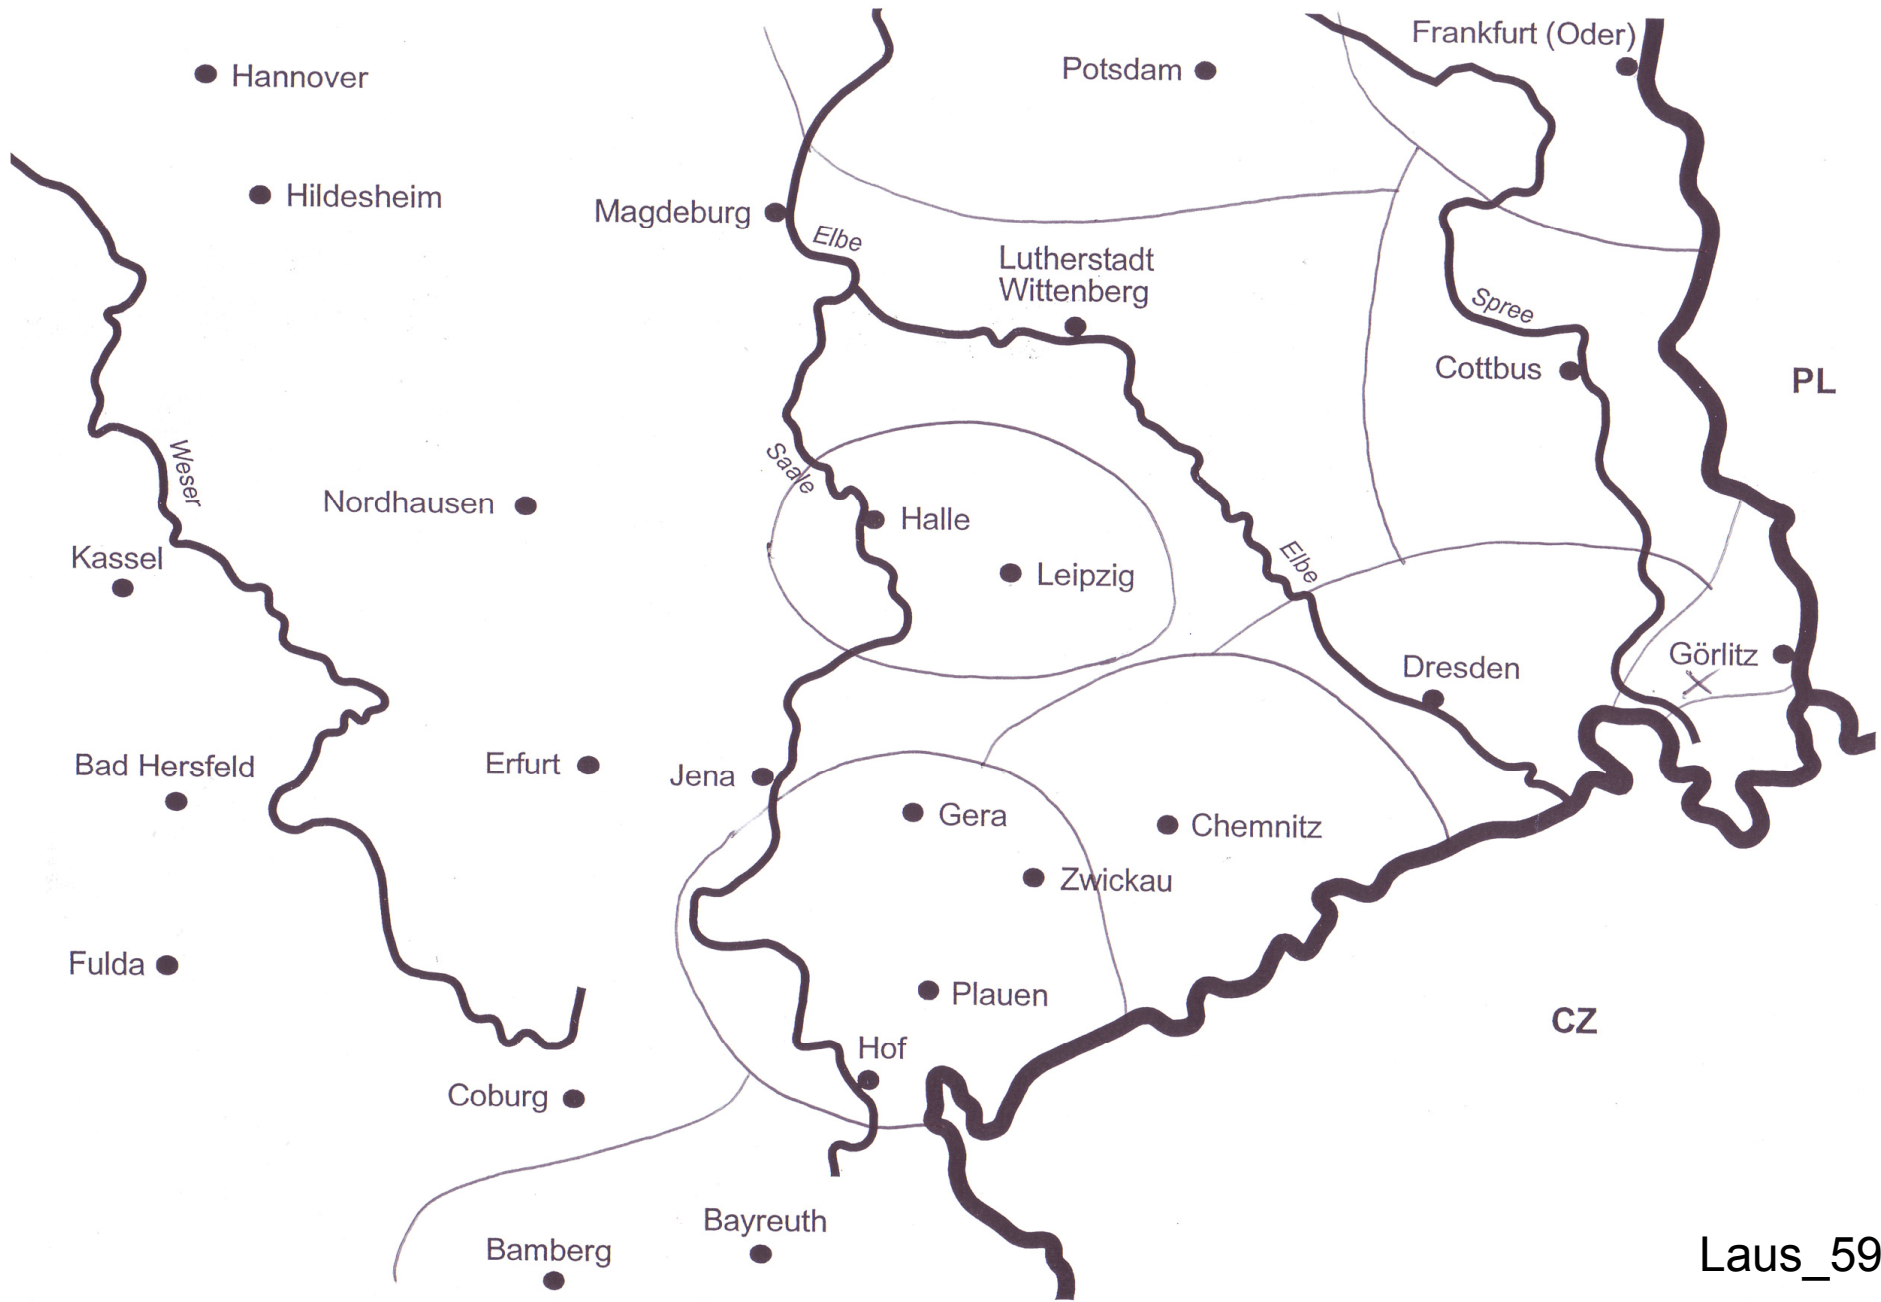 Frankfurt (Oder)
Potsdam
Hannover
Hildesheim
Magdeburg
Elbe
Lutherstadt
Wittenberg
Spree
Cottbus
PL
Weser
Saale
Nordhausen
Halle
Kassel
Elbe
Leipzig
Görlitz
Dresden
Bad Hersfeld
Erfurt
Jena
Gera
Chemnitz
Zwickau
Fulda
Plauen
CZ
Hof
Coburg
Bayreuth
Bamberg
Laus_59